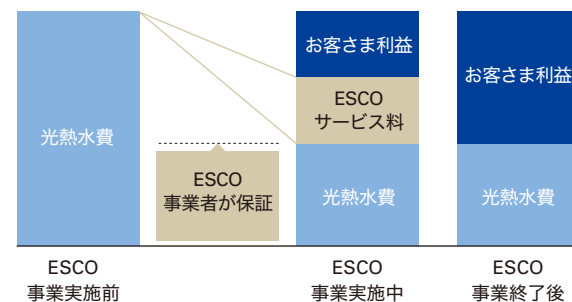 お客さま利益
お客さま利益
ESCO
サービス料
光熱水費
ESCO
事業者が保証
光熱水費
光熱水費
ESCO
事業実施前
ESCO
事業実施中
ESCO
事業終了後